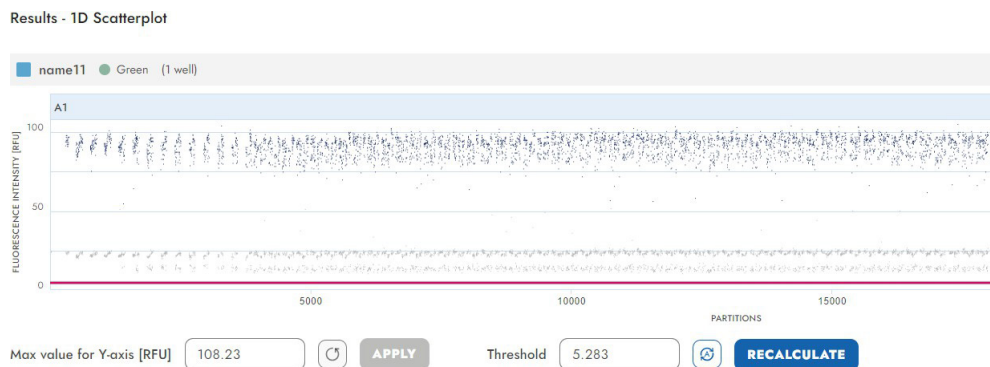 Results - 1D Scatterplot
name11 Green (1 well)
A1
100
50
0
FLUORESCENCE INTENSITY [RFU]
5000 10000 15000
PARTITIONS
Max value for Y-axis [RFU] 108.23 APPLY Threshold 5.283 A RECALCULATE